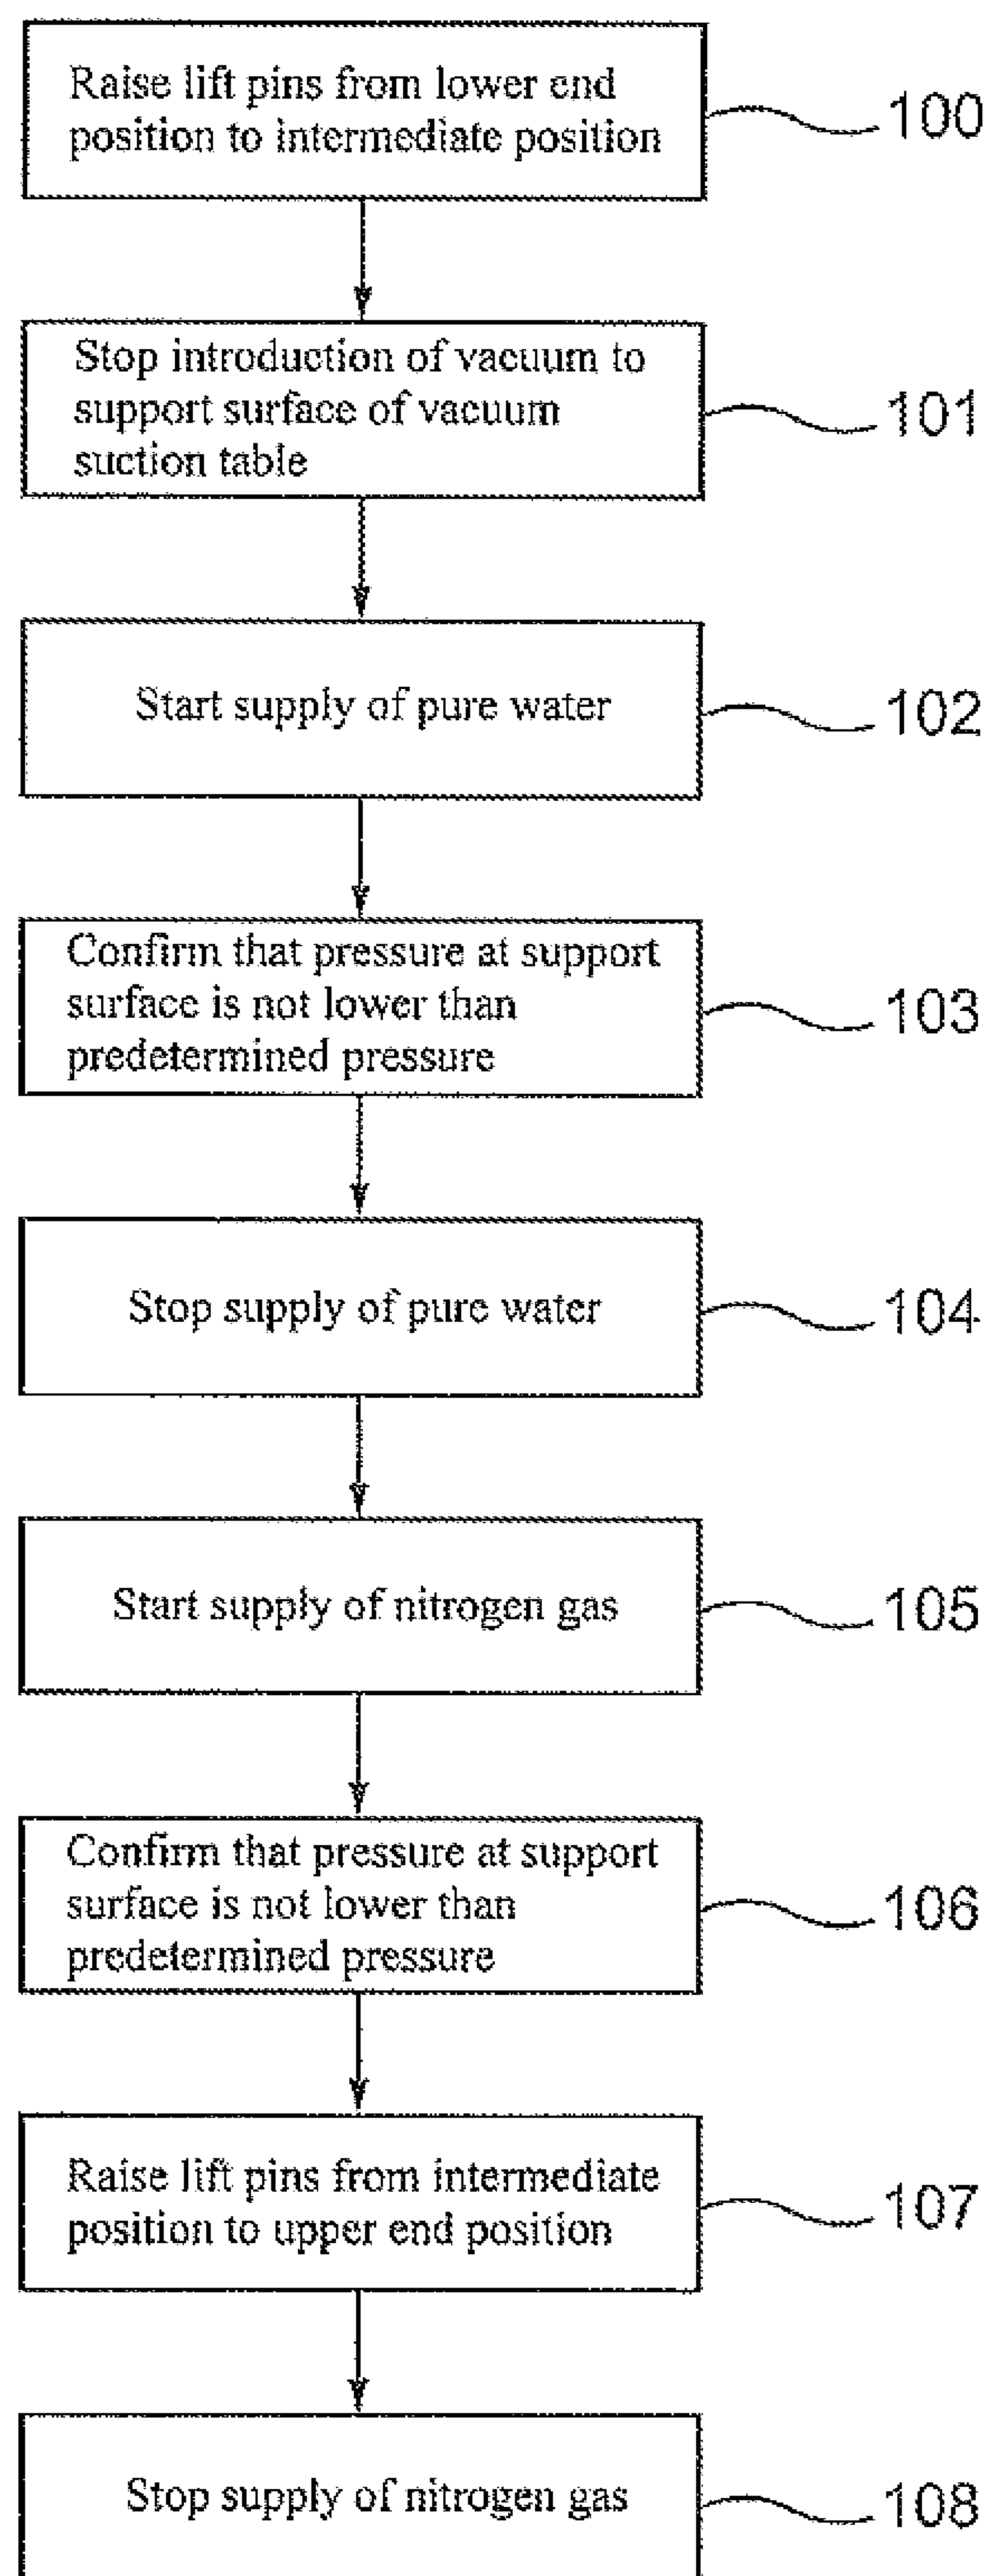 Raise lift pins from lower end
position to intermediate position
100
Stop introduction of vacuum to
support surface of vacuum
suction table
101
Start supply of pure water
102
Confirm that pressure at support
surface is not lower than
predetermined pressure
103
Stop supply of pure water
104
Start supply of nitrogen gas
105
Confirm that pressure at support
surface is not lower than
predetermined pressure
106
Raise lift pins from intermediate
position to upper end position
107
Stop supply of nitrogen gas
108